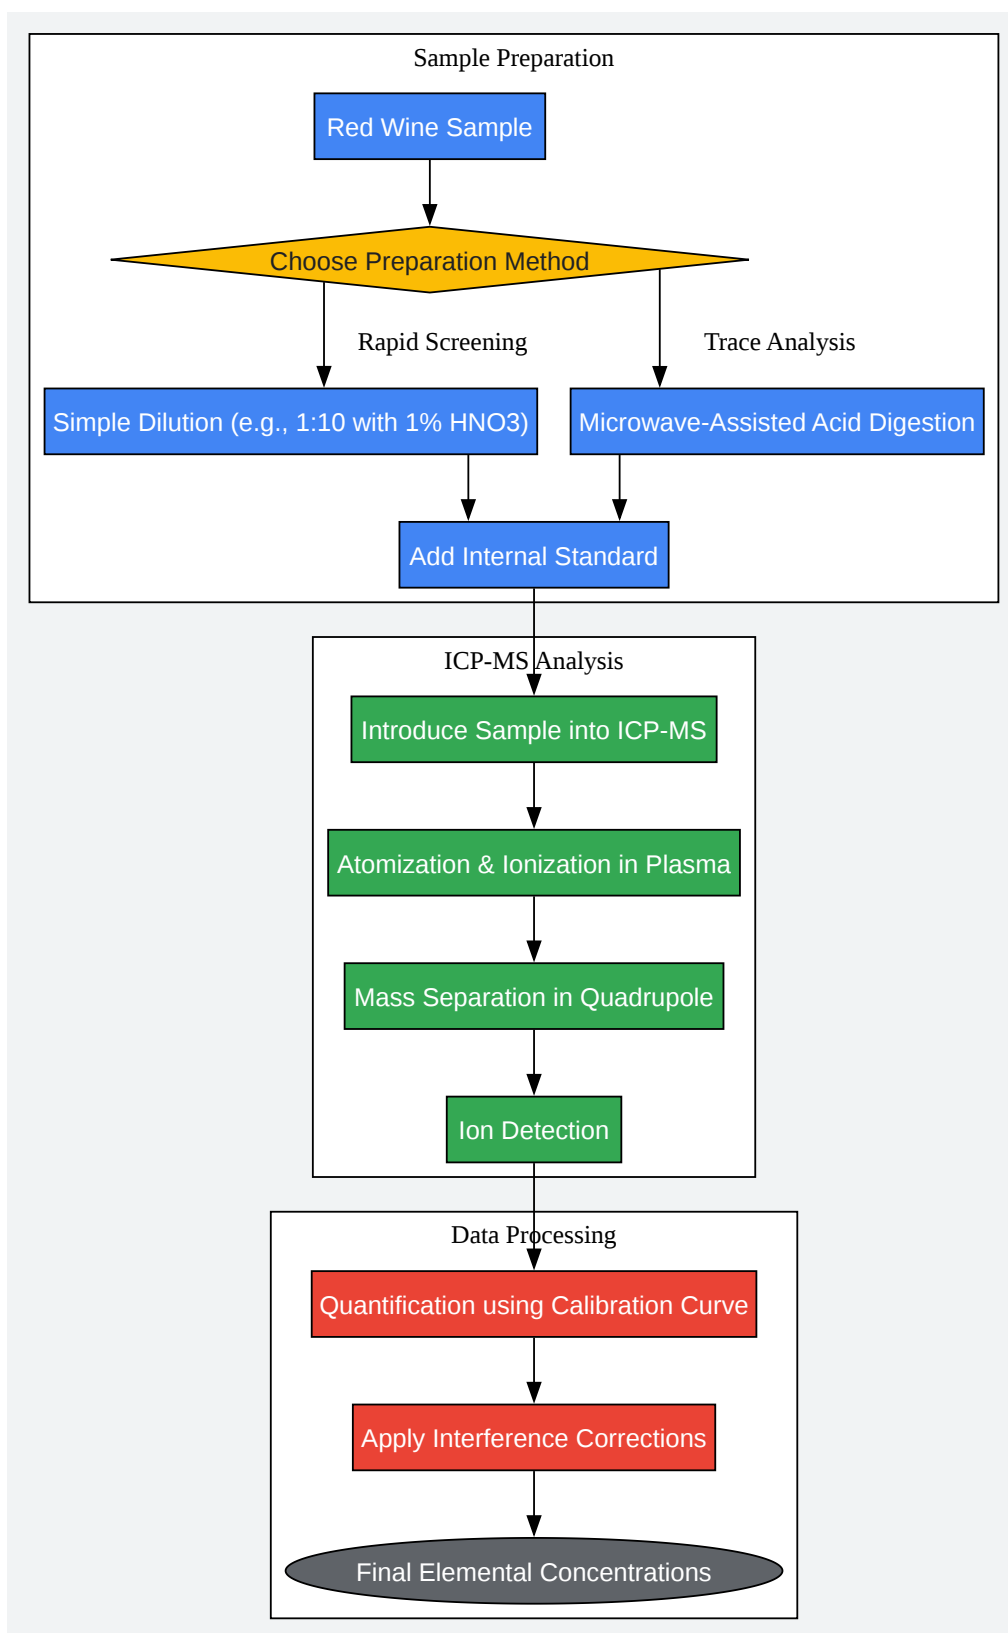 Sample Preparation
Red Wine Sample
Choose Preparation Method
Rapid Screening
Trace Analysis
Simple Dilution (e.g., 1:10 with 1% HNO3)
Microwave-Assisted Acid Digestion
Add Internal Standard
ICP-MS Analysis
Introduce Sample into ICP-MS
Atomization & Ionization in Plasma
Mass Separation in Quadrupole
Ion Detection
Data Processing
Quantification using Calibration Curve
Apply Interference Corrections
Final Elemental Concentrations